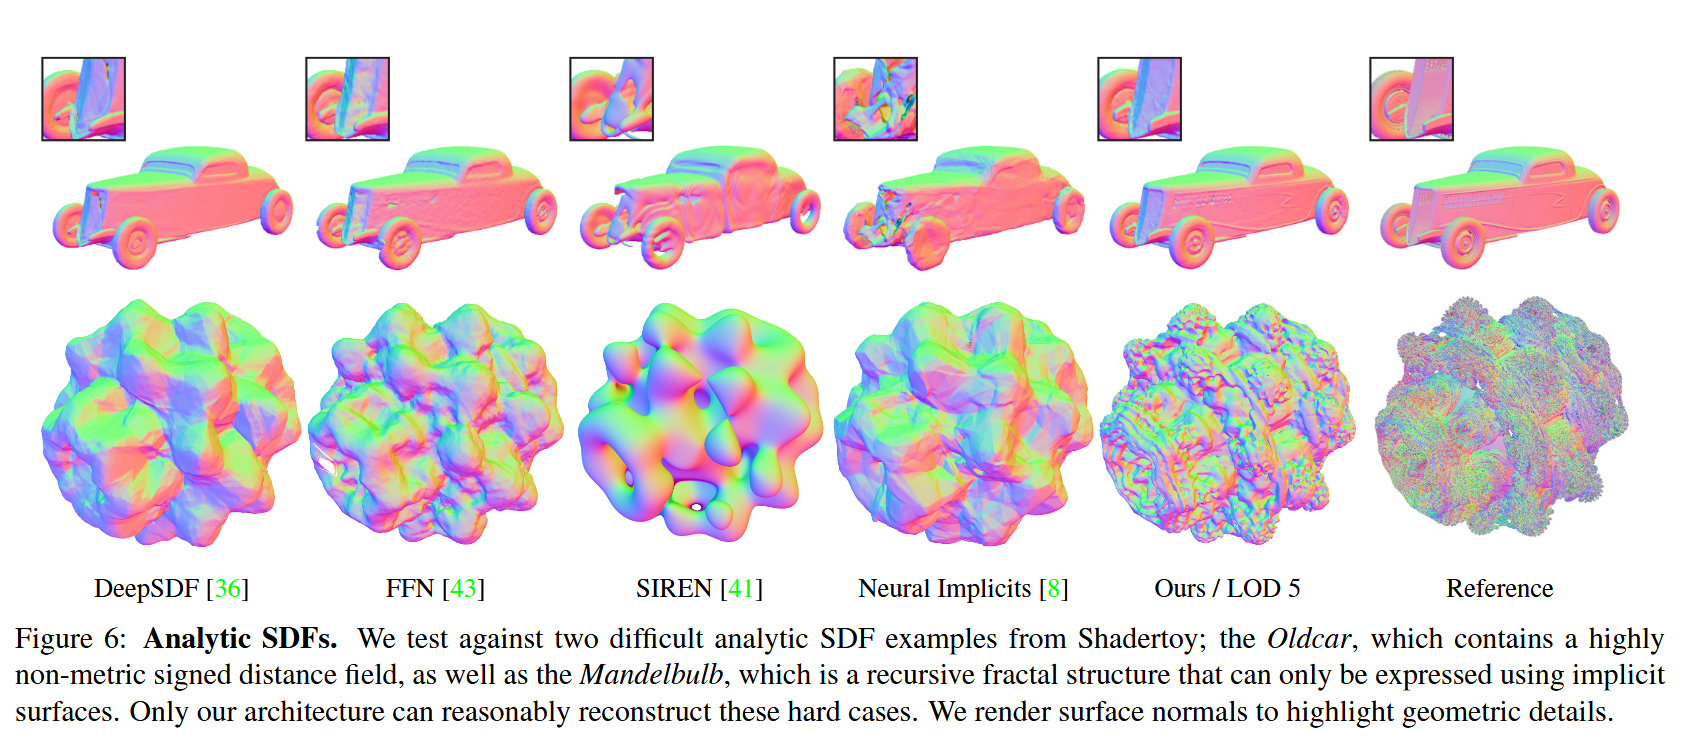 DeepSDF [36] FFN [43] SIREN [41] Neural Implicits [8] Ours / LOD 5 Reference
Figure 6: Analytic SDFs. We test against two difficult analytic SDF examples from Shadertoy; the Oldcar, which contains a highly
non-metric signed distance field, as well as the Mandelbulb, which is a recursive fractal structure that can only be expressed using implicit
surfaces. Only our architecture can reasonably reconstruct these hard cases. We render surface normals to highlight geometric details.